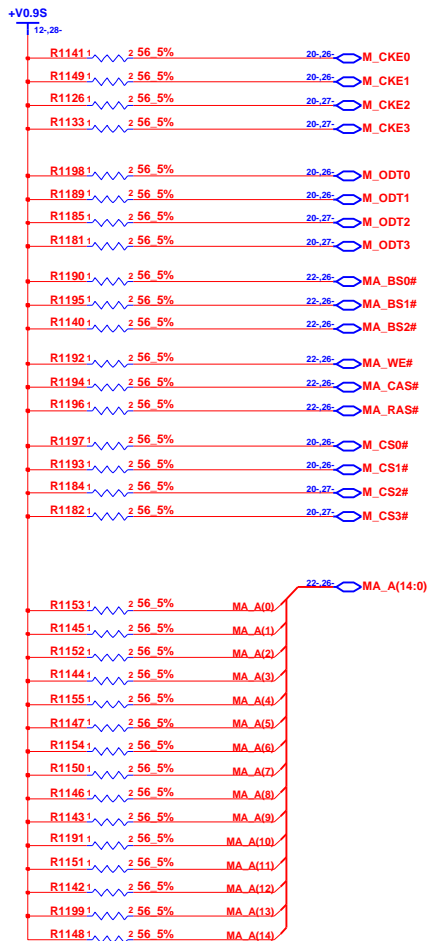 +V0.9S
12-,28-
R1141 1 2 56_5% 20-,26- M_CKE0
R1149 1 2 56_5% 20-,26- M_CKE1
R1126 1 2 56_5% 20-,27- M_CKE2
R1133 1 2 56_5% 20-,27- M_CKE3
R1198 1 2 56_5% 20-,26- M_ODT0
R1189 1 2 56_5% 20-,26- M_ODT1
R1185 1 2 56_5% 20-,27- M_ODT2
R1181 1 2 56_5% 20-,27- M_ODT3
R1190 1 2 56_5% 22-,26- MA_BS0#
R1195 1 2 56_5% 22-,26- MA_BS1#
R1140 1 2 56_5% 22-,26- MA_BS2#
R1192 1 2 56_5% 22-,26- MA_WE#
R1194 1 2 56_5% 22-,26- MA_CAS#
R1196 1 2 56_5% 22-,26- MA_RAS#
R1197 1 2 56_5% 20-,26- M_CS0#
R1193 1 2 56_5% 20-,26- M_CS1#
R1184 1 2 56_5% 20-,27- M_CS2#
R1182 1 2 56_5% 20-,27- M_CS3#
22-,26- MA_A(14:0)
R1153 1 2 56_5% MA_A(0)
R1145 1 2 56_5% MA_A(1)
R1152 1 2 56_5% MA_A(2)
R1144 1 2 56_5% MA_A(3)
R1155 1 2 56_5% MA_A(4)
R1147 1 2 56_5% MA_A(5)
R1154 1 2 56_5% MA_A(6)
R1150 1 2 56_5% MA_A(7)
R1146 1 2 56_5% MA_A(8)
R1143 1 2 56_5% MA_A(9)
R1191 1 2 56_5% MA_A(10)
R1151 1 2 56_5% MA_A(11)
R1142 1 2 56_5% MA_A(12)
R1199 1 2 56_5% MA_A(13)
R1148 1 2 56_5% MA_A(14)